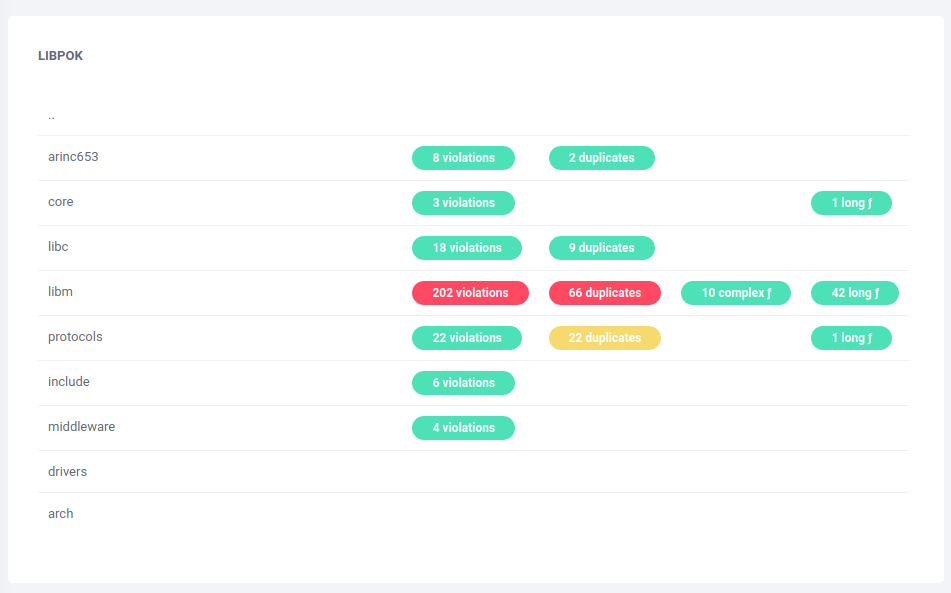 LIBPOK
..
arinc653 8 violations 2 duplicates
core 3 violations 1 long ƒ
libc 18 violations 9 duplicates
libm 202 violations 66 duplicates 10 complex ƒ 42 long ƒ
protocols 22 violations 22 duplicates 1 long ƒ
include 6 violations
middleware 4 violations
drivers
arch